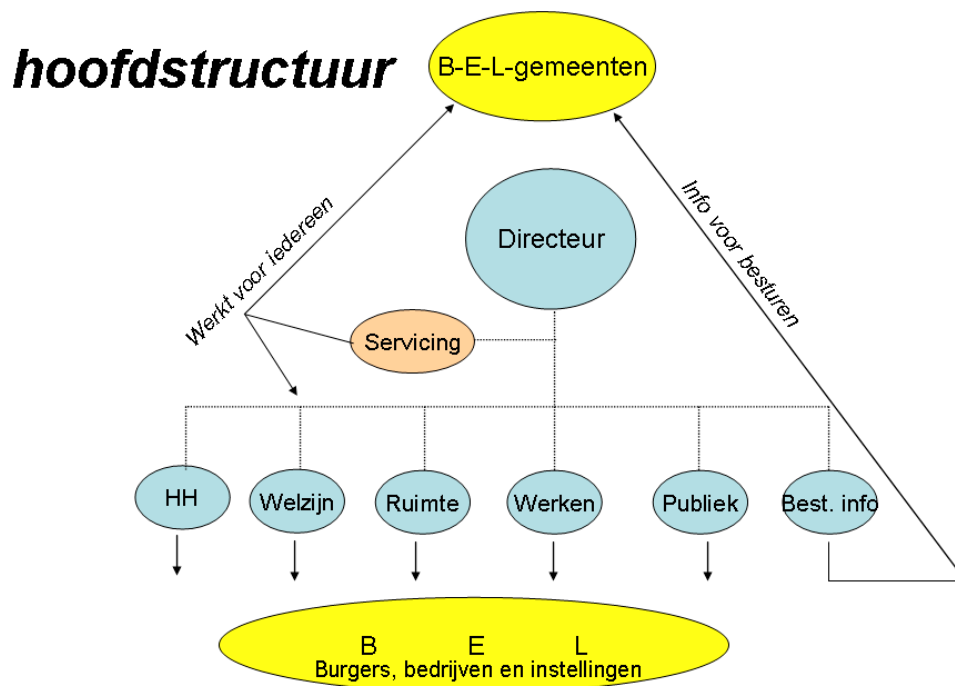 hoofdstructuur
B-E-L-gemeenten
Werkt voor iedereen
Info voor besturen
Directeur
Servicing
HH
Welzijn
Ruimte
Werken
Publiek
Best. info
B E L
Burgers, bedrijven en instellingen